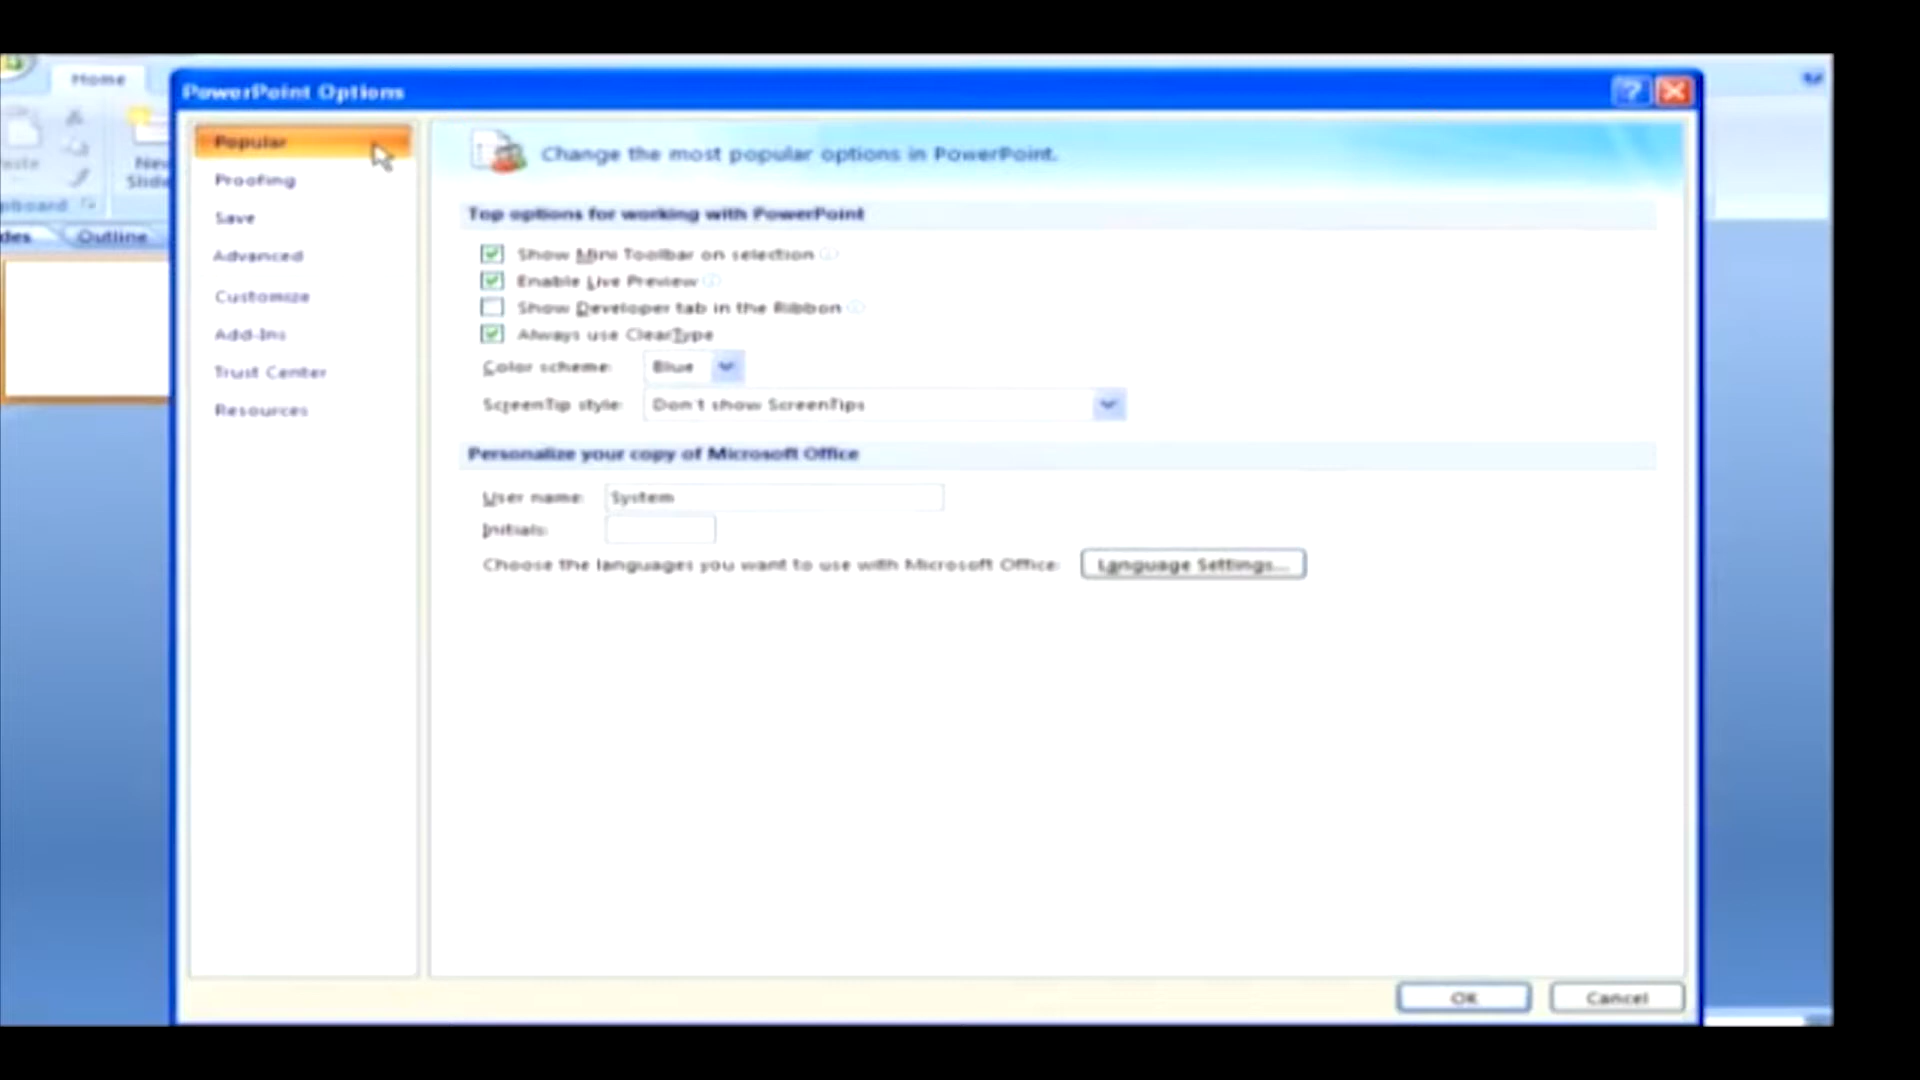 Home
PowerPoint Options
?
Popular
Proofing
Save
Advanced
Customize
Add-Ins
Trust Center
Resources
New
Outline
Change the most popular options in PowerPoint.
Top options for working with PowerPoint
Show Mini Toolbar on selection
Enable Live Preview
Show Developer tab in the Ribbon
Always use ClearType
Color scheme: Blue
ScreenTip style: Don't show ScreenTips
Personalize your copy of Microsoft Office
User name: System
Initials:
Choose the languages you want to use with Microsoft Office: Language Settings...
OK
Cancel